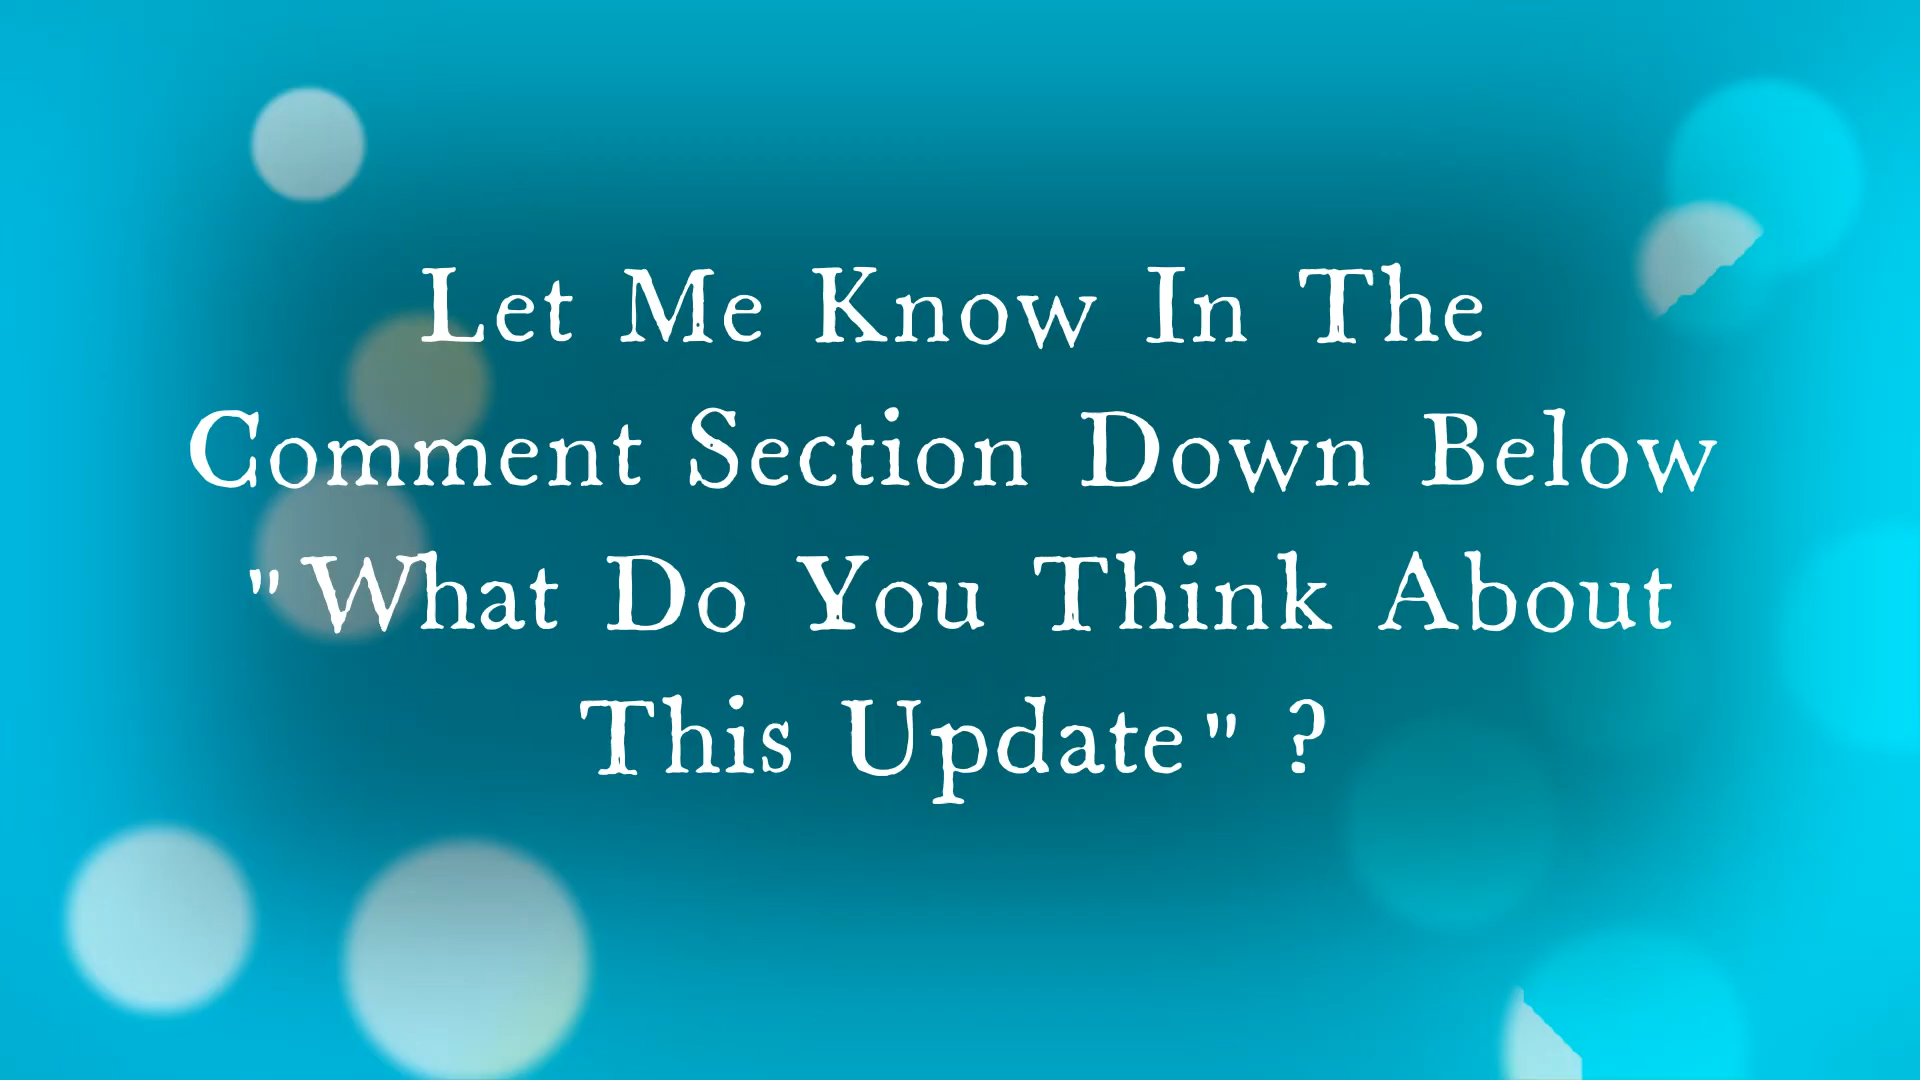 Let Me Know In The
Comment Section Down Below
"What Do You Think About
This Update" ?